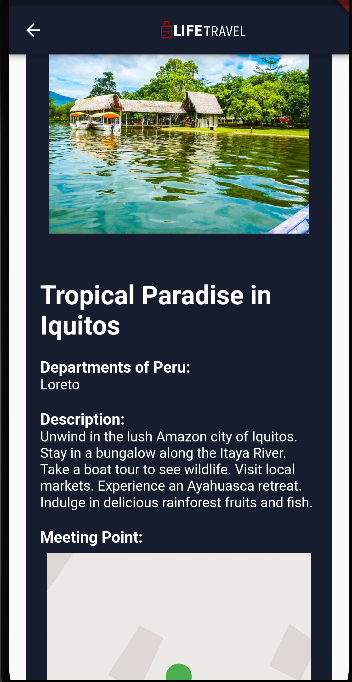 LIFETRAVEL
Tropical Paradise in
Iquitos
Departments of Peru:
Loreto
Description:
Unwind in the lush Amazon city of Iquitos.
Stay in a bungalow along the Itaya River.
Take a boat tour to see wildlife. Visit local
markets. Experience an Ayahuasca retreat.
Indulge in delicious rainforest fruits and fish.
Meeting Point: